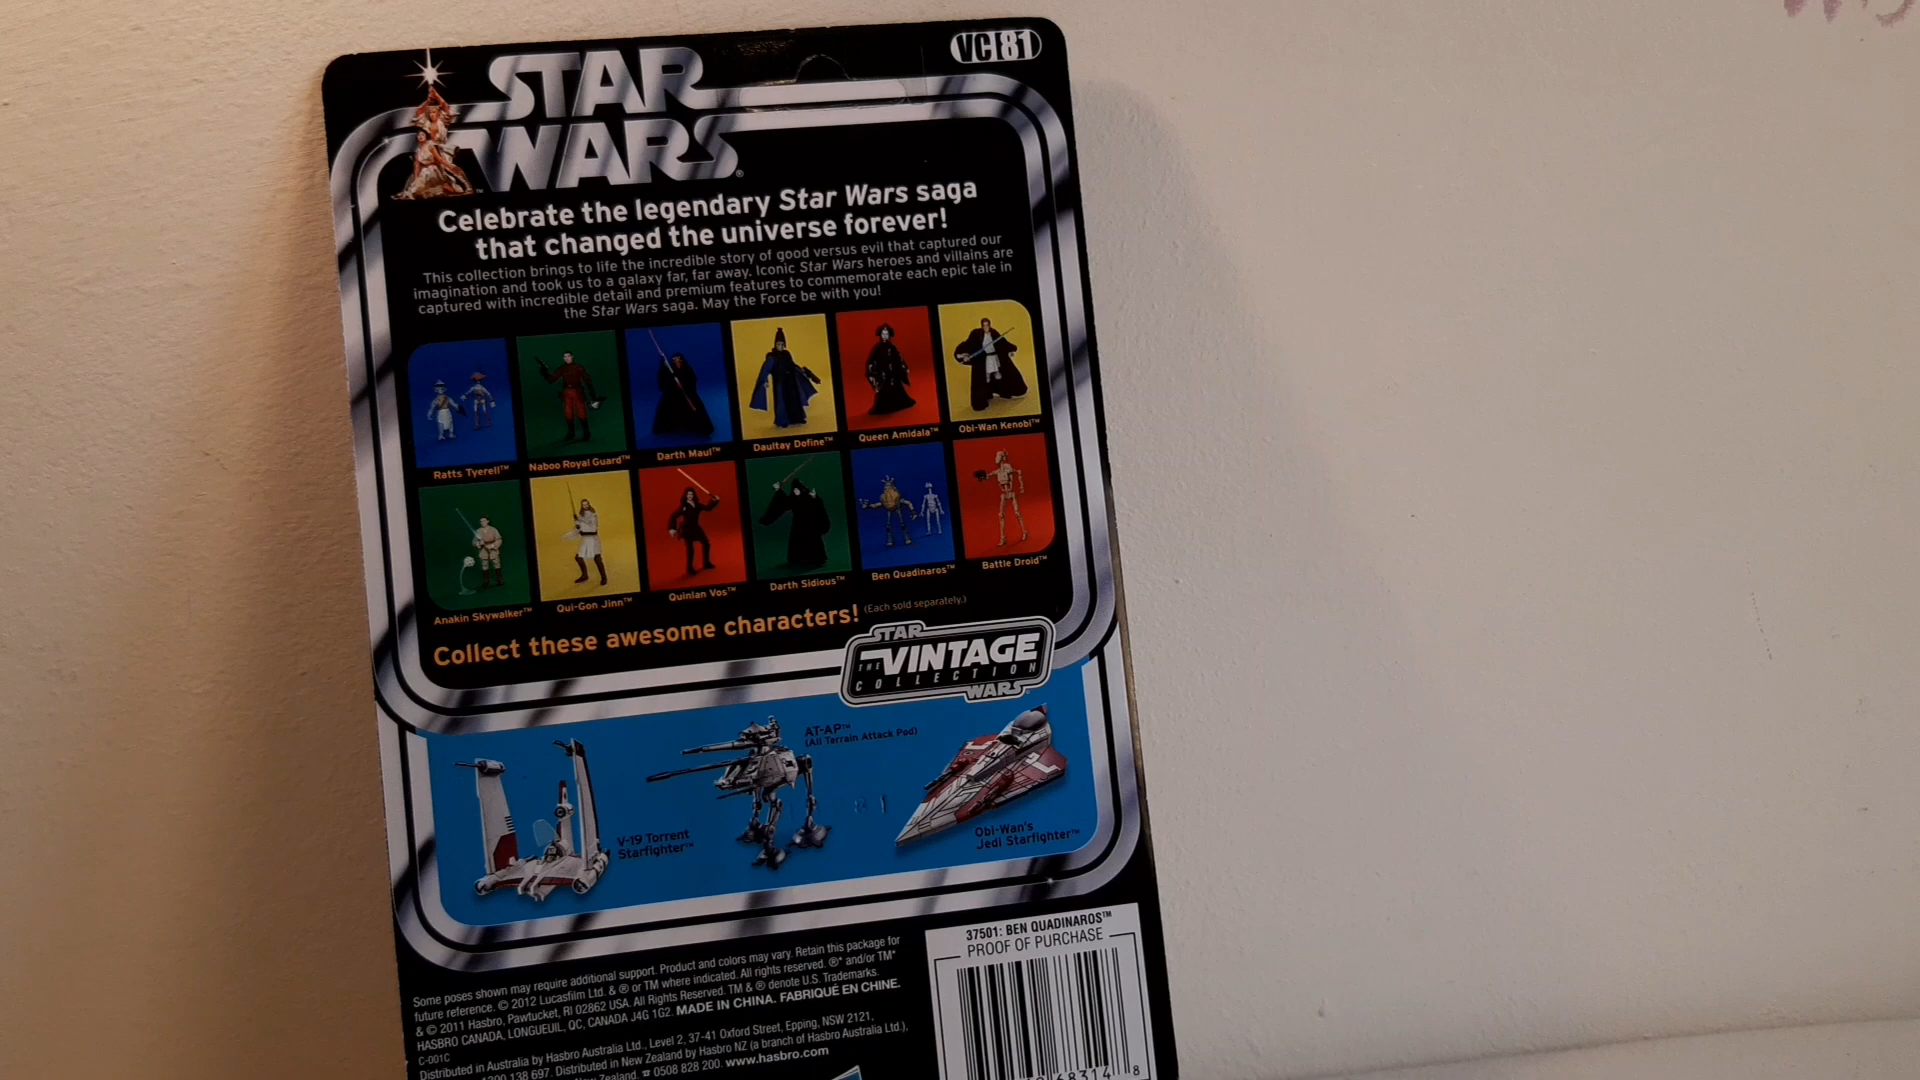 VC81
STAR
WARS®
Celebrate the legendary Star Wars saga
that changed the universe forever!
This collection brings to life the incredible story of good versus evil that captured our
imagination and took us to a galaxy far, far away. Iconic Star Wars heroes and villains are
captured with incredible detail and premium features to commemorate each epic tale in
the Star Wars saga. May the Force be with you!
Ratts Tyerell™ Naboo Royal Guard™ Darth Maul™ Daultay Dofine™ Queen Amidala™ Obi-Wan Kenobi™
Anakin Skywalker™ Qui-Gon Jinn™ Quinlan Vos™ Darth Sidious™ Ben Quadinaros™ Battle Droid™
Collect these awesome characters! (Each sold separately.)
STAR
THE VINTAGE
COLLECTION
WARS
AT-AP™
(All Terrain Attack Pod)
V-19 Torrent
Starfighter™
Obi-Wan's
Jedi Starfighter™
81
37501: BEN QUADINAROS™
PROOF OF PURCHASE
Some poses shown may require additional support. Product and colors may vary. Retain this package for
future reference. © 2012 Lucasfilm Ltd. & ® or TM where indicated. All rights reserved. ®* and/or TM*
& © 2011 Hasbro, Pawtucket, RI 02862 USA. All Rights Reserved. TM & ® denote U.S. Trademarks.
HASBRO CANADA, LONGUEUIL, QC, CANADA J4G 1G2. MADE IN CHINA. FABRIQUÉ EN CHINE.
C-001C
Distributed in Australia by Hasbro Australia Ltd., Level 2, 37-41 Oxford Street, Epping, NSW 2121,
138 697. Distributed in New Zealand by Hasbro NZ (a branch of Hasbro Australia Ltd.),
Zealand. ☎ 0508 828 200. www.hasbro.com
68314 8